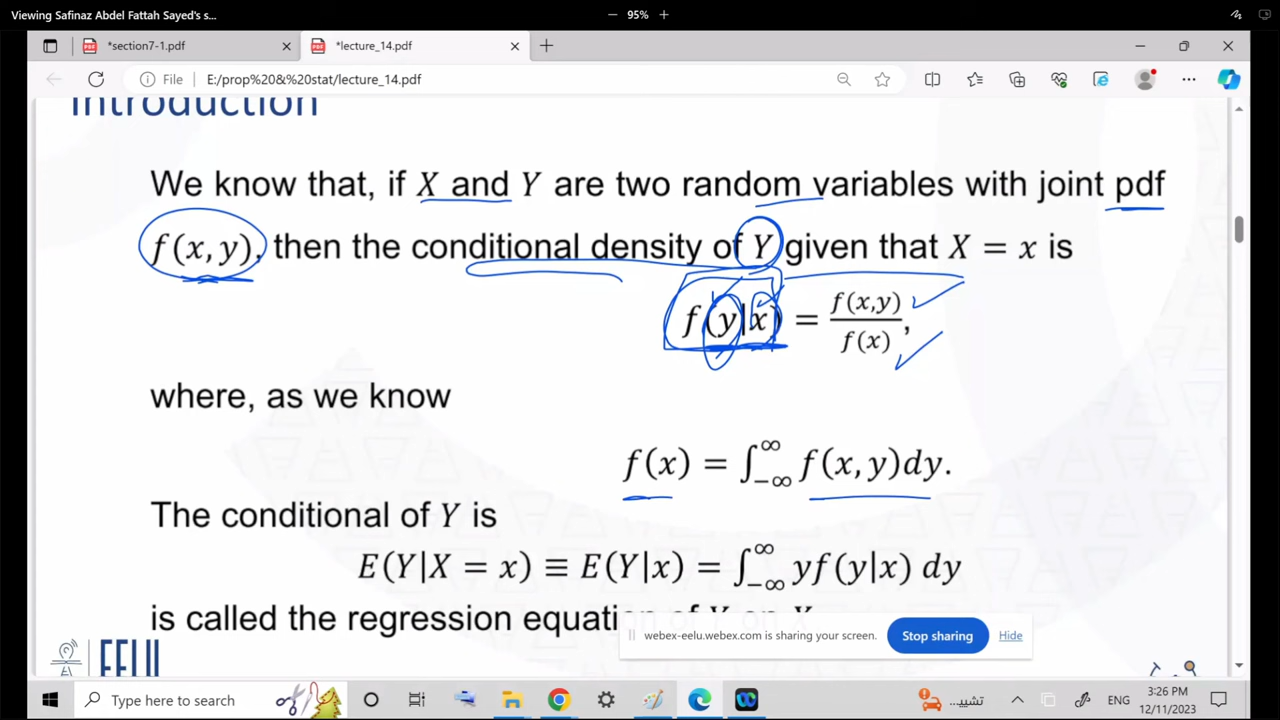 Viewing Safinaz Abdel Fattah Sayed's s...
95%
*section7-1.pdf
*lecture_14.pdf
File E:/prop%20&%20stat/lecture_14.pdf
Introduction
We know that, if X and Y are two random variables with joint pdf
f(x, y), then the conditional density of Y given that X = x is
f(y|x) = f(x,y)/f(x),
where, as we know
f(x) = ∫_{-∞}^{∞} f(x, y)dy.
The conditional of Y is
E(Y|X = x) ≡ E(Y|x) = ∫_{-∞}^{∞} yf(y|x) dy
is called the regression equation of Y on X
webex-eelu.webex.com is sharing your screen.
Stop sharing
Hide
EELU
Type here to search
تشيير...
ENG
3:26 PM
12/11/2023